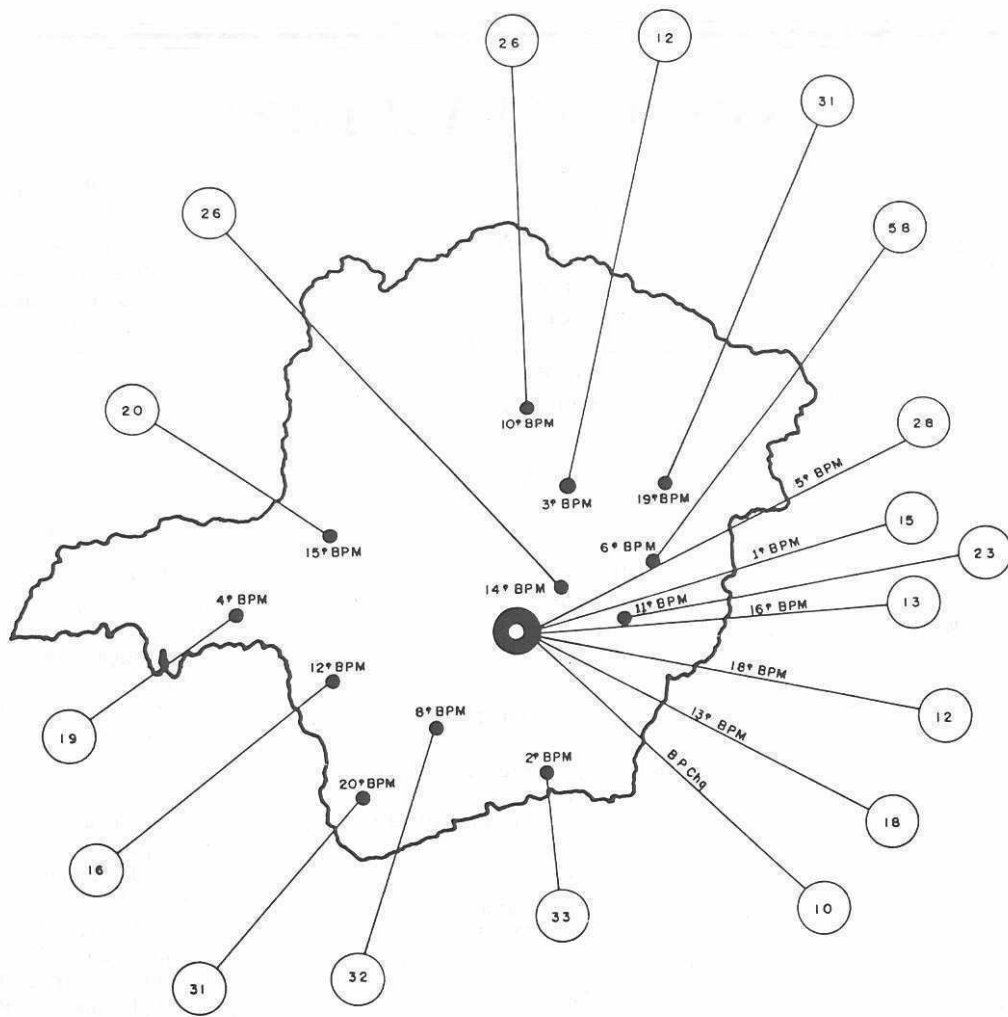 26
12
31
26
58
20
10º BPM
28
3º BPM
19º BPM
5º BPM
15
15º BPM
6º BPM
1º BPM
23
14º BPM
4º BPM
11º BPM
16º BPM
13
12º BPM
18º BPM
12
19
8º BPM
13º BPM
2º BPM
BPChq
20º BPM
18
16
33
10
31
32